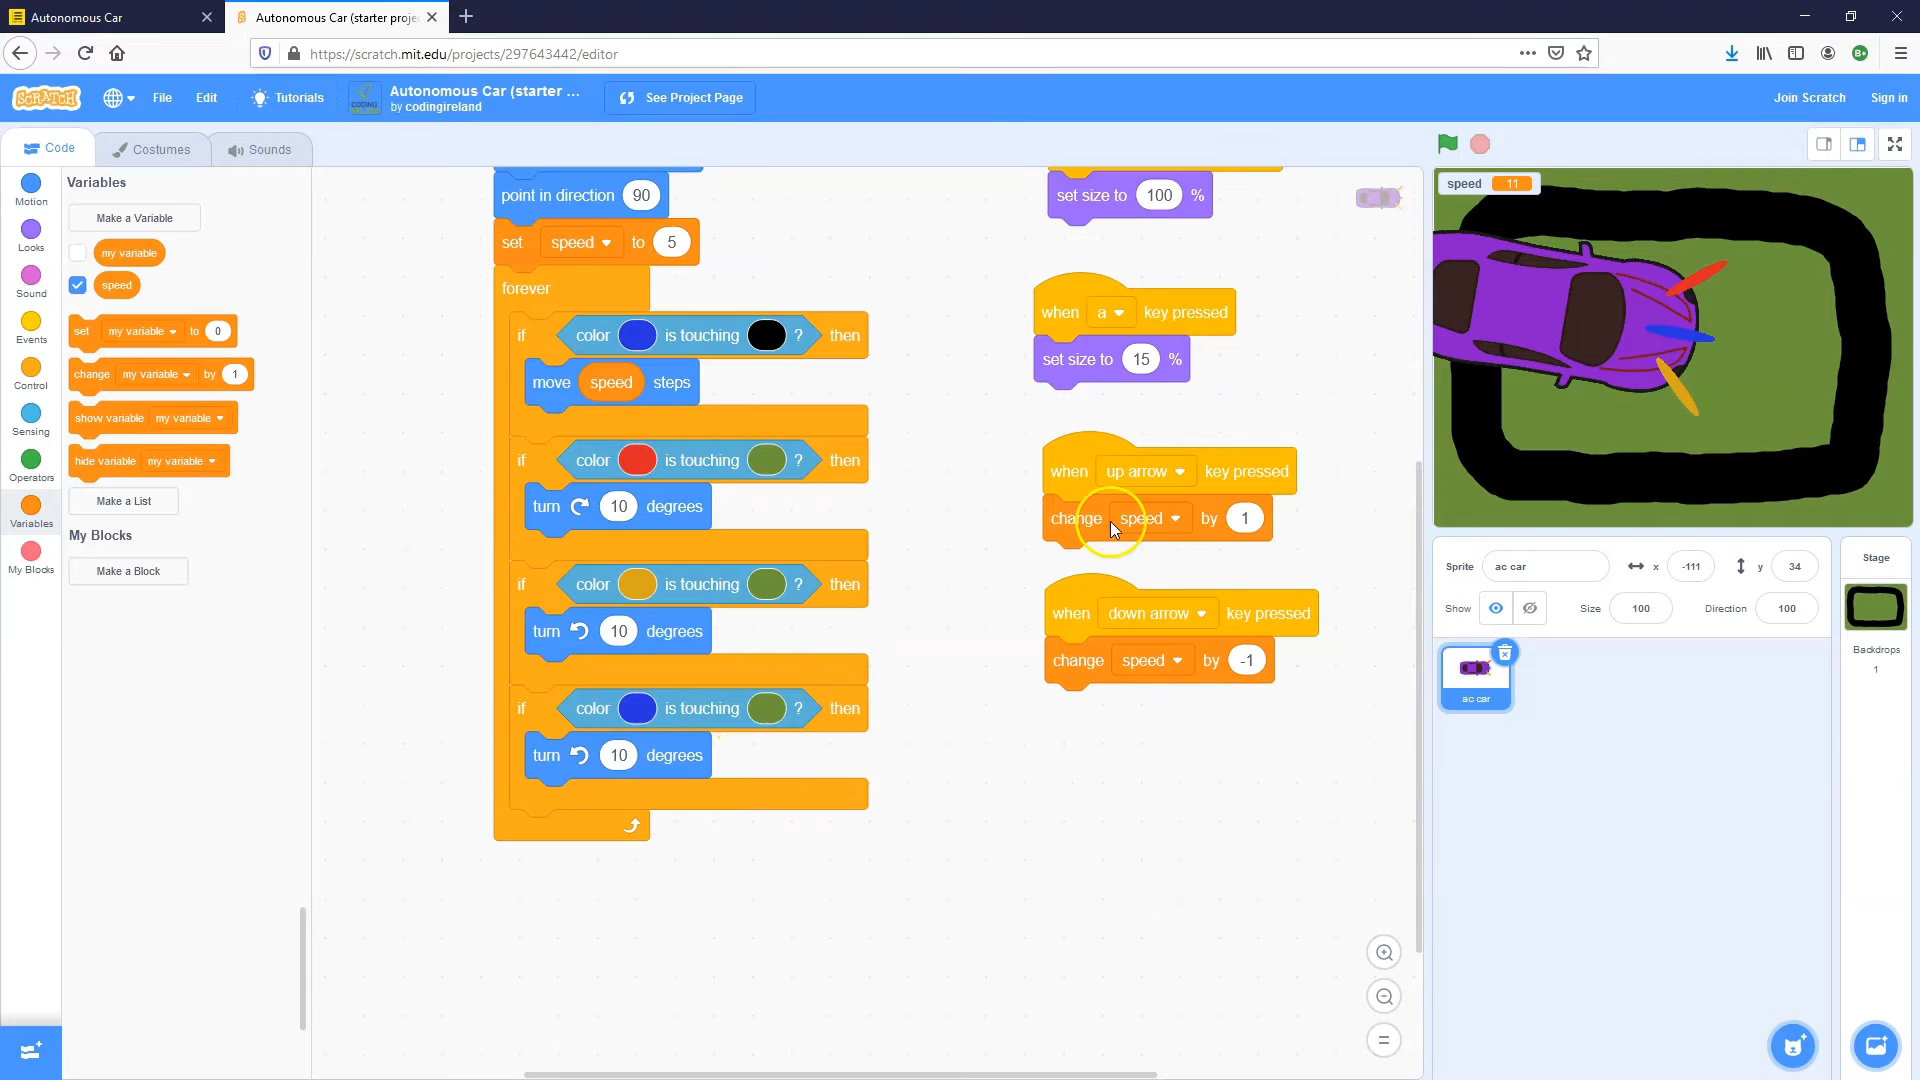 Autonomous Car
Autonomous Car (starter proje
https://scratch.mit.edu/projects/297643442/editor
SCRATCH
File
Edit
Tutorials
Autonomous Car (starter ...
by codingireland
See Project Page
Join Scratch
Sign in
Code
Costumes
Sounds
Motion
Looks
Sound
Events
Control
Sensing
Operators
Variables
My Blocks
Variables
Make a Variable
my variable
speed
set my variable to 0
change my variable by 1
show variable my variable
hide variable my variable
Make a List
My Blocks
Make a Block
point in direction 90
set speed to 5
forever
if color is touching ? then
move speed steps
if color is touching ? then
turn 10 degrees
if color is touching ? then
turn 10 degrees
if color is touching ? then
turn 10 degrees
set size to 100 %
when a key pressed
set size to 15 %
when up arrow key pressed
change speed by 1
when down arrow key pressed
change speed by -1
speed 11
Sprite ac car x -111 y 34
Show Size 100 Direction 100
ac car
Stage
Backdrops
1